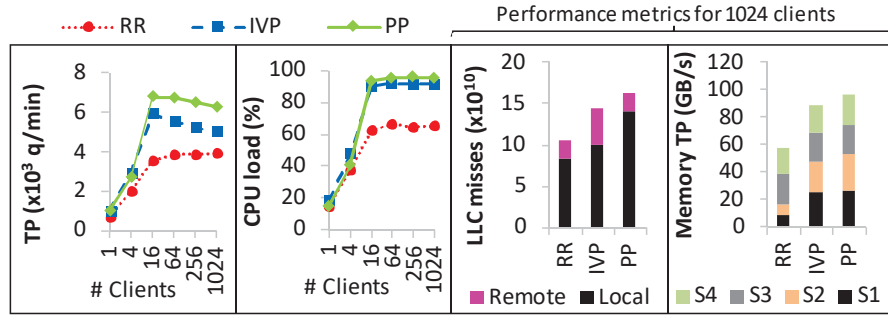 RR IVP PP
Performance metrics for 1024 clients
TP (x10³ q/min)
8
6
4
2
0
1 4 16 64 256 1024
# Clients
CPU load (%)
100
80
60
40
20
0
1 4 16 64 256 1024
# Clients
LLC misses (x10¹⁰)
20
15
10
5
0
RR IVP PP
Remote Local
Memory TP (GB/s)
120
100
80
60
40
20
0
RR IVP PP
S4 S3 S2 S1